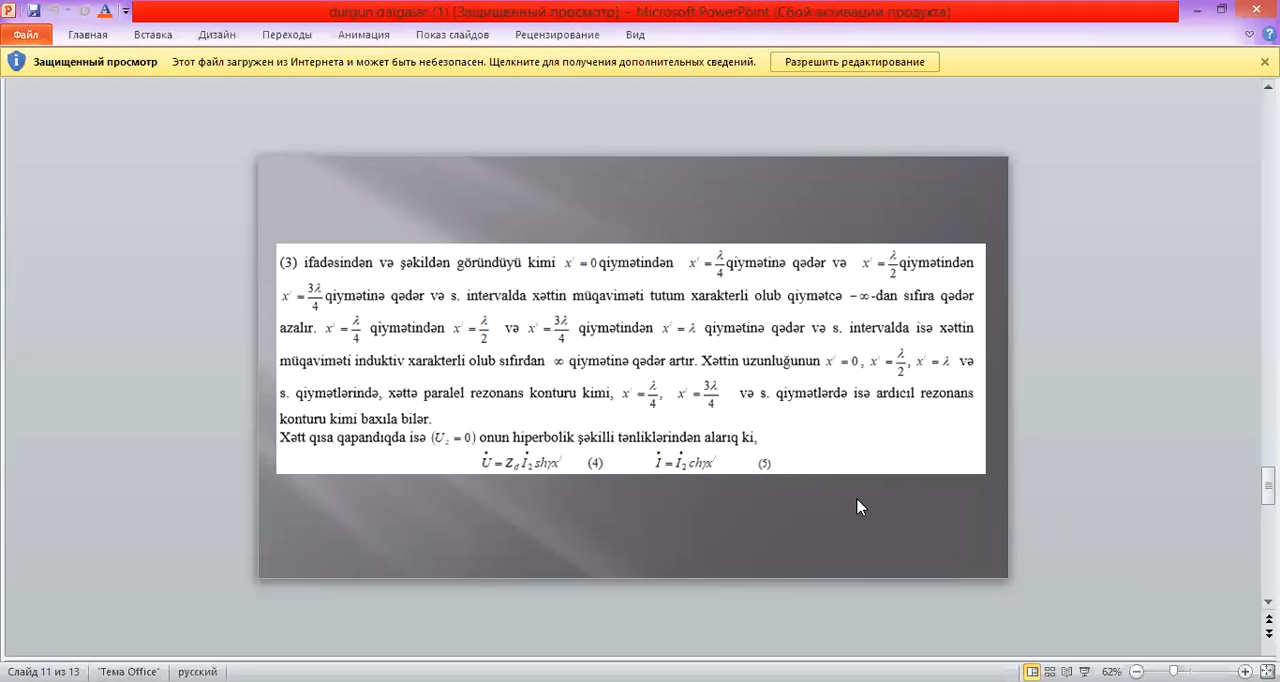 durgun dalgalar (1) [Защищенный просмотр] - Microsoft PowerPoint (Сбой активации продукта)
Файл Главная Вставка Дизайн Переходы Анимация Показ слайдов Рецензирование Вид
Защищенный просмотр Этот файл загружен из Интернета и может быть небезопасен. Щелкните для получения дополнительных сведений. Разрешить редактирование
(3) ifadəsindən və şəkildən göründüyü kimi x′ = 0 qiymətindən x′ = λ/4 qiymətinə qədər və x′ = λ/2 qiymətindən
x′ = 3λ/4 qiymətinə qədər və s. intervalda xəttin müqaviməti tutum xarakterli olub qiymətcə −∞-dan sıfıra qədər
azalır. x′ = λ/4 qiymətindən x′ = λ/2 və x′ = 3λ/4 qiymətindən x′ = λ qiymətinə qədər və s. intervalda isə xəttin
müqaviməti induktiv xarakterli olub sıfırdan ∞ qiymətinə qədər artır. Xəttin uzunluğunun x′ = 0, x′ = λ/2, x′ = λ və
s. qiymətlərində, xəttə paralel rezonans konturu kimi, x′ = λ/4, x′ = 3λ/4 və s. qiymətlərdə isə ardıcıl rezonans
konturu kimi baxıla bilər.
Xətt qısa qapandıqda isə (U₂ = 0) onun hiperbolik şəkilli tənliklərindən alarıq ki,
U̇ = Z_d İ₂ shγx′ (4) İ = İ₂ chγx′ (5)
Слайд 11 из 13 "Тема Office" русский 62%